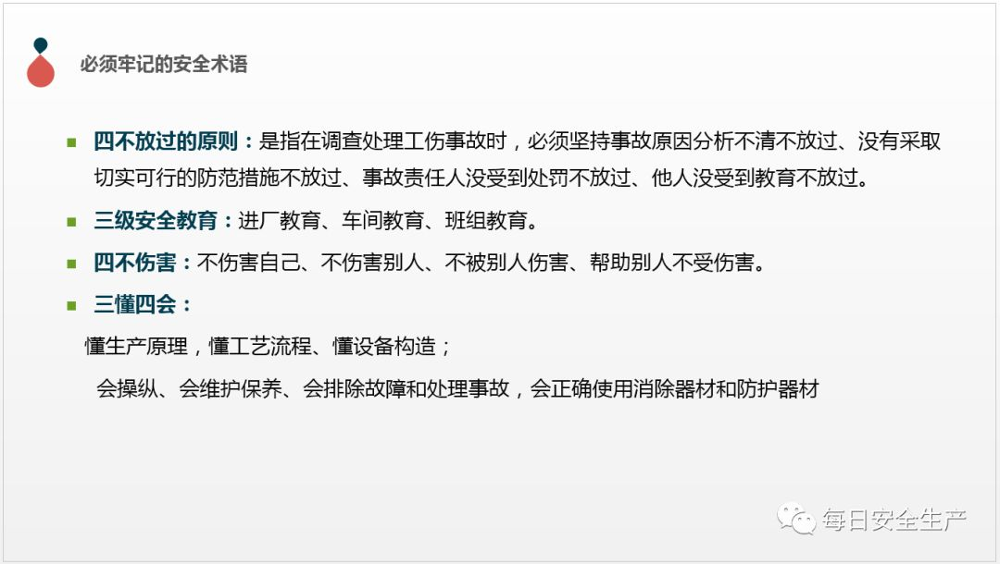 必须牢记的安全术语
四不放过的原则：是指在调查处理工伤事故时，必须坚持事故原因分析不清不放过、没有采取
切实可行的防范措施不放过、事故责任人没受到处罚不放过、他人没受到教育不放过。
三级安全教育：进厂教育、车间教育、班组教育。
四不伤害：不伤害自己、不伤害别人、不被别人伤害、帮助别人不受伤害。
三懂四会：
懂生产原理，懂工艺流程、懂设备构造；
会操纵、会维护保养、会排除故障和处理事故，会正确使用消除器材和防护器材
每日安全生产